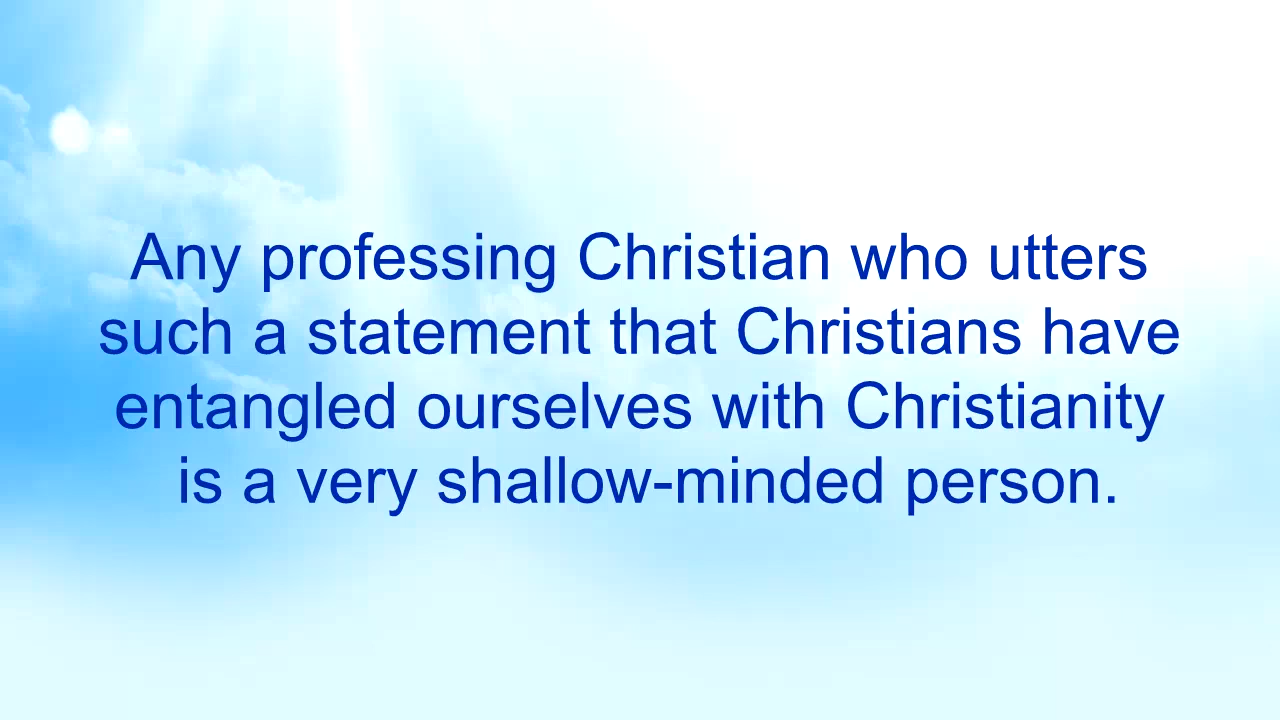 Any professing Christian who utters
such a statement that Christians have
entangled ourselves with Christianity
is a very shallow-minded person.